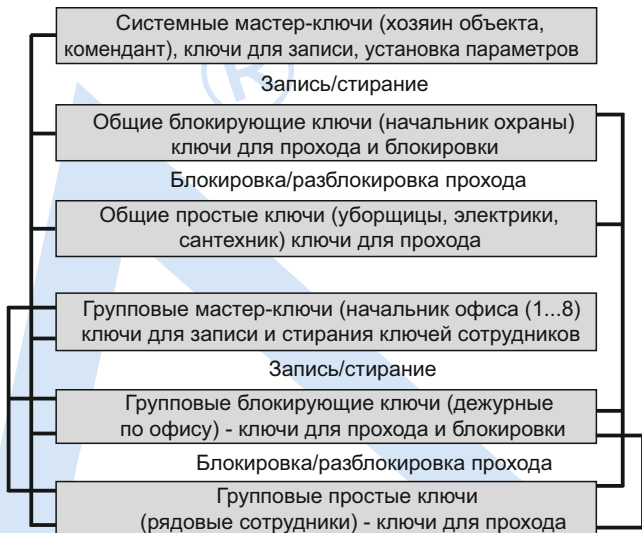 Системные мастер-ключи (хозяин объекта,
комендант), ключи для записи, установка параметров
®
Запись/стирание
Общие блокирующие ключи (начальник охраны)
ключи для прохода и блокировки
Блокировка/разблокировка прохода
Общие простые ключи (уборщицы, электрики,
сантехник) ключи для прохода
Групповые мастер-ключи (начальник офиса (1...8)
ключи для записи и стирания ключей сотрудников
Запись/стирание
Групповые блокирующие ключи (дежурные
по офису) - ключи для прохода и блокировки
Блокировка/разблокировка прохода
Групповые простые ключи
(рядовые сотрудники) - ключи для прохода